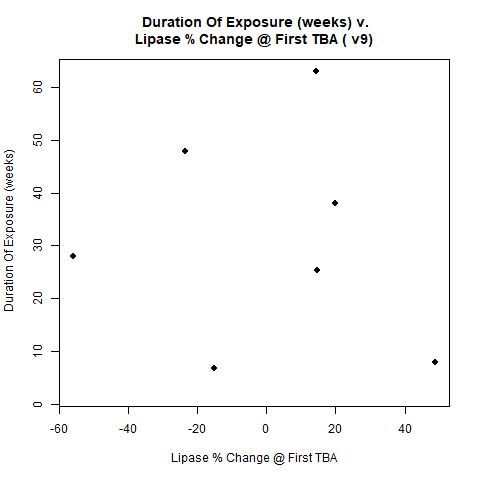 Duration Of Exposure (weeks) v.
Lipase % Change @ First TBA ( v9)
Duration Of Exposure (weeks)
60
50
40
30
20
10
0
-60 -40 -20 0 20 40
Lipase % Change @ First TBA